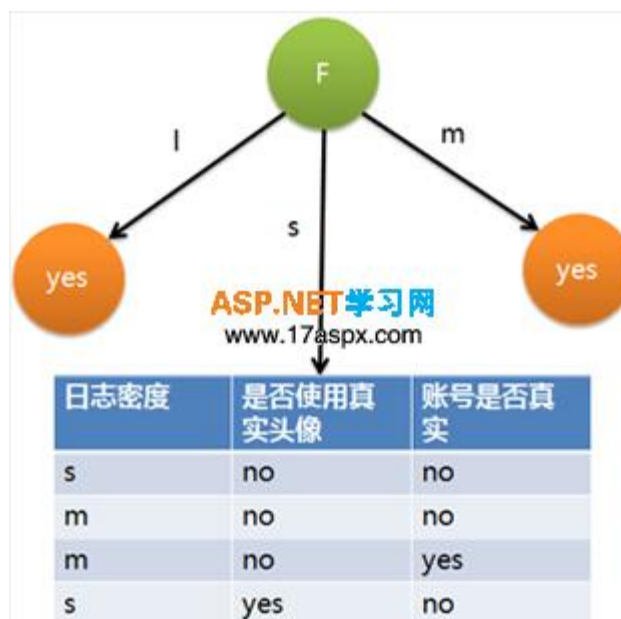 F
l
m
s
yes
yes
ASP.NET学习网
www.17aspx.com
日志密度 是否使用真实头像 账号是否真实
s no no
m no no
m no yes
s yes no